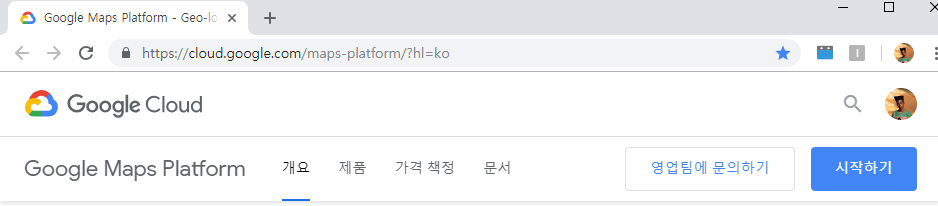 Google Maps Platform - Geo-lo
https://cloud.google.com/maps-platform/?hl=ko
Google Cloud
Google Maps Platform 개요 제품 가격 책정 문서 영업팀에 문의하기 시작하기